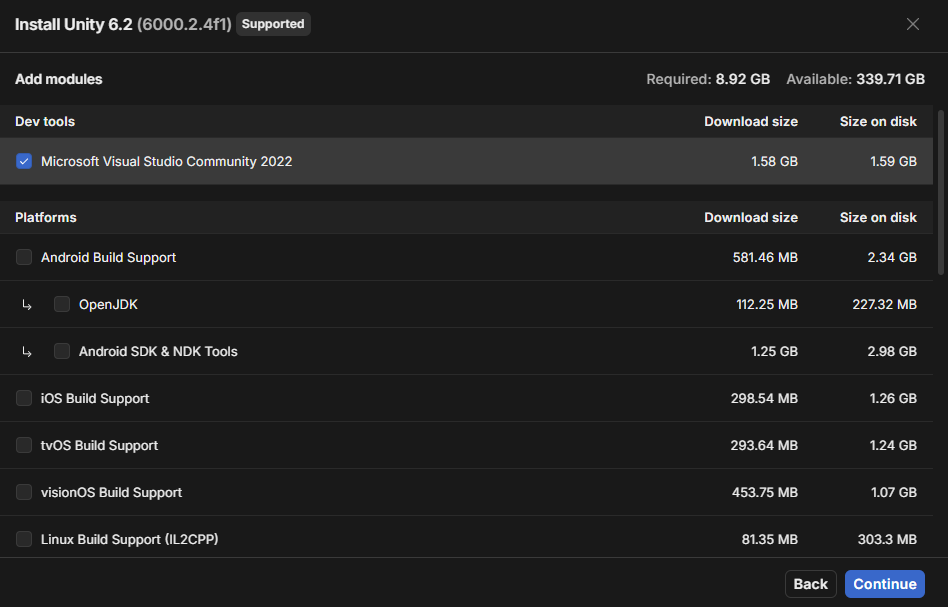 Install Unity 6.2 (6000.2.4f1) Supported
Add modules Required: 8.92 GB Available: 339.71 GB
Dev tools Download size Size on disk
Microsoft Visual Studio Community 2022 1.58 GB 1.59 GB
Platforms Download size Size on disk
Android Build Support 581.46 MB 2.34 GB
OpenJDK 112.25 MB 227.32 MB
Android SDK & NDK Tools 1.25 GB 2.98 GB
iOS Build Support 298.54 MB 1.26 GB
tvOS Build Support 293.64 MB 1.24 GB
visionOS Build Support 453.75 MB 1.07 GB
Linux Build Support (IL2CPP) 81.35 MB 303.3 MB
Back Continue